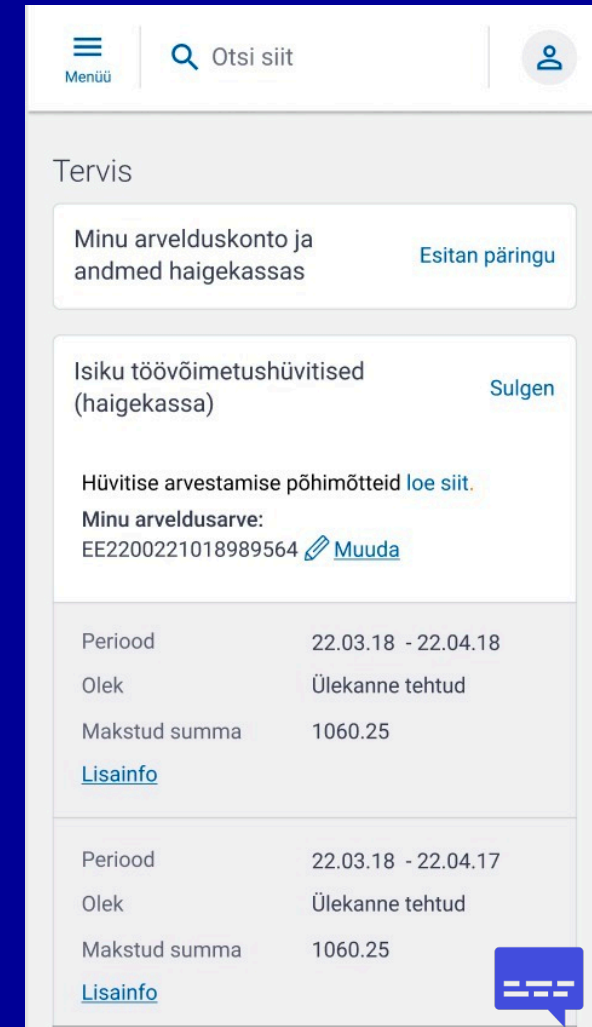 Menüü
Otsi siit
Tervis
Minu arvelduskonto ja
andmed haigekassas
Esitan päringu
Isiku töövõimetushüvitised
(haigekassa)
Sulgen
Hüvitise arvestamise põhimõtteid loe siit.
Minu arveldusarve:
EE2200221018989564 Muuda
Periood 22.03.18 - 22.04.18
Olek Ülekanne tehtud
Makstud summa 1060.25
Lisainfo
Periood 22.03.18 - 22.04.17
Olek Ülekanne tehtud
Makstud summa 1060.25
Lisainfo